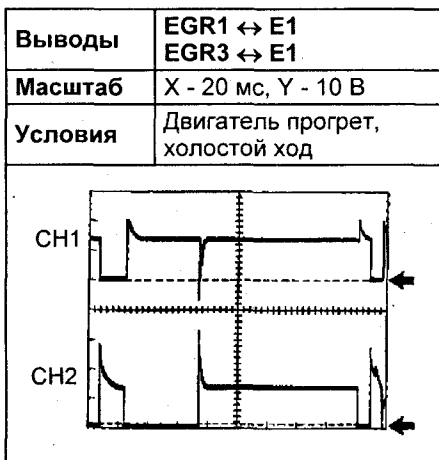 Выводы
EGR1 ↔ E1
EGR3 ↔ E1
Масштаб
X - 20 мс, Y - 10 В
Условия
Двигатель прогрет,
холостой ход
CH1
CH2